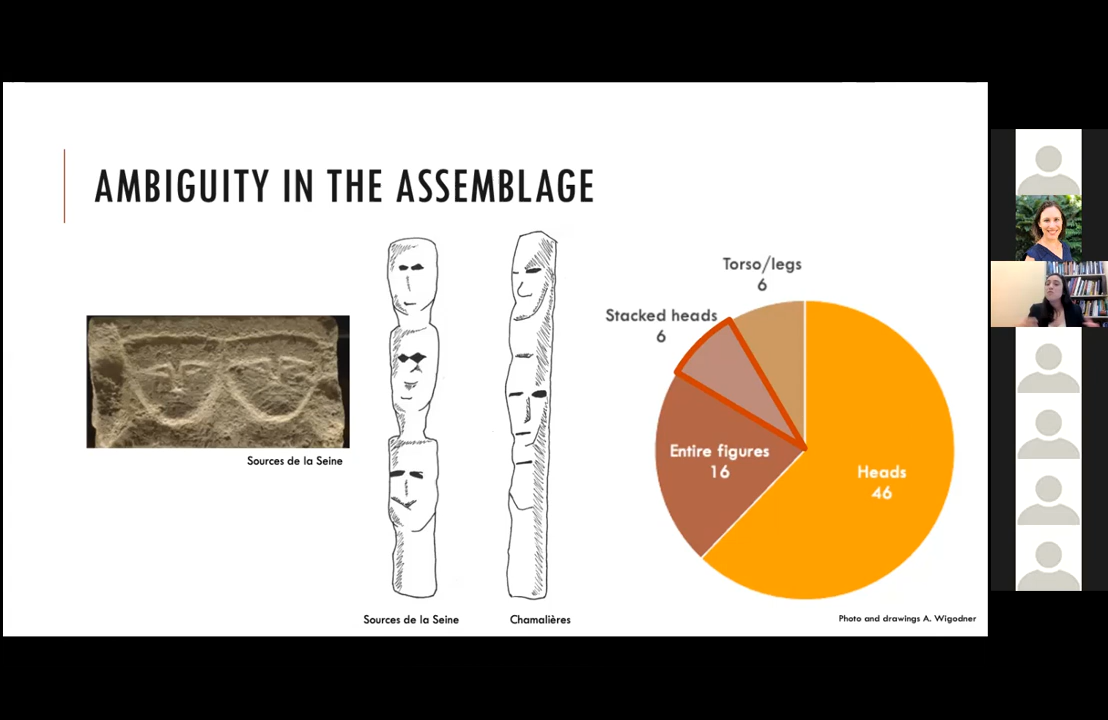 AMBIGUITY IN THE ASSEMBLAGE
Sources de la Seine
Sources de la Seine
Chamalières
Torso/legs
6
Stacked heads
6
Entire figures
16
Heads
46
Photo and drawings A. Wigodner